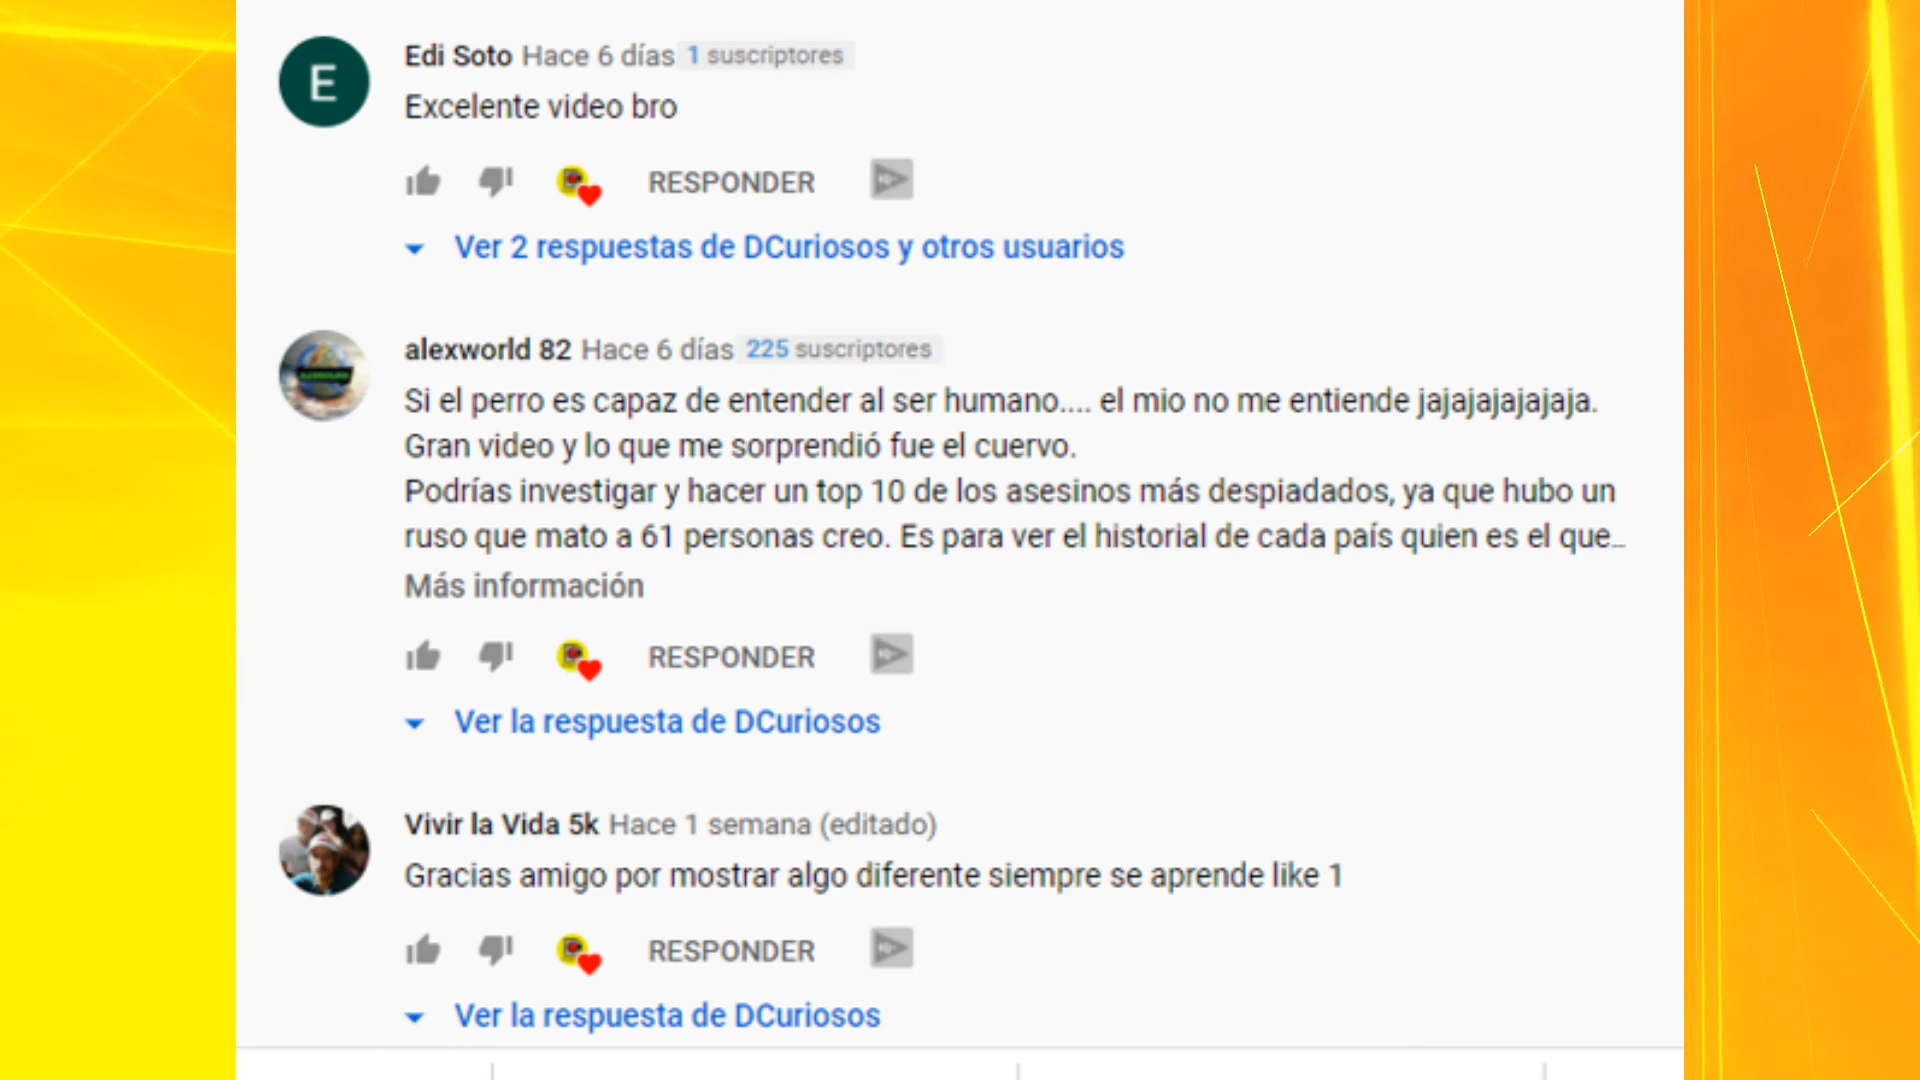 E
Edi Soto Hace 6 días 1 suscriptores
Excelente video bro
RESPONDER
Ver 2 respuestas de DCuriosos y otros usuarios
alexworld 82 Hace 6 días 225 suscriptores
Si el perro es capaz de entender al ser humano.... el mio no me entiende jajajajajajaja.
Gran video y lo que me sorprendió fue el cuervo.
Podrías investigar y hacer un top 10 de los asesinos más despiadados, ya que hubo un
ruso que mato a 61 personas creo. Es para ver el historial de cada país quien es el que...
Más información
RESPONDER
Ver la respuesta de DCuriosos
Vivir la Vida 5k Hace 1 semana (editado)
Gracias amigo por mostrar algo diferente siempre se aprende like 1
RESPONDER
Ver la respuesta de DCuriosos